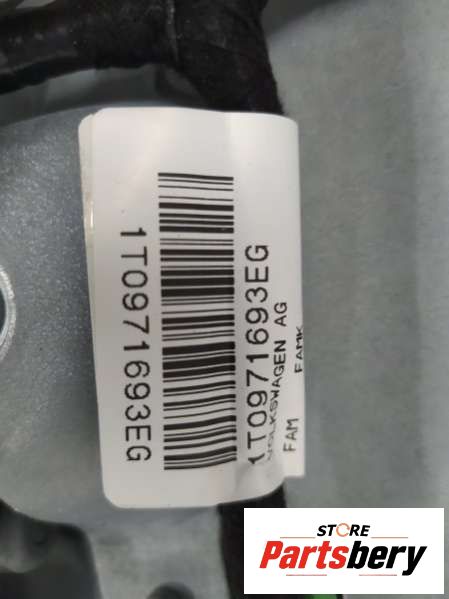 1T0971693EG
1T0971693EG
VOLKSWAGEN AG
FAM FAMK
STORE
Partsbery